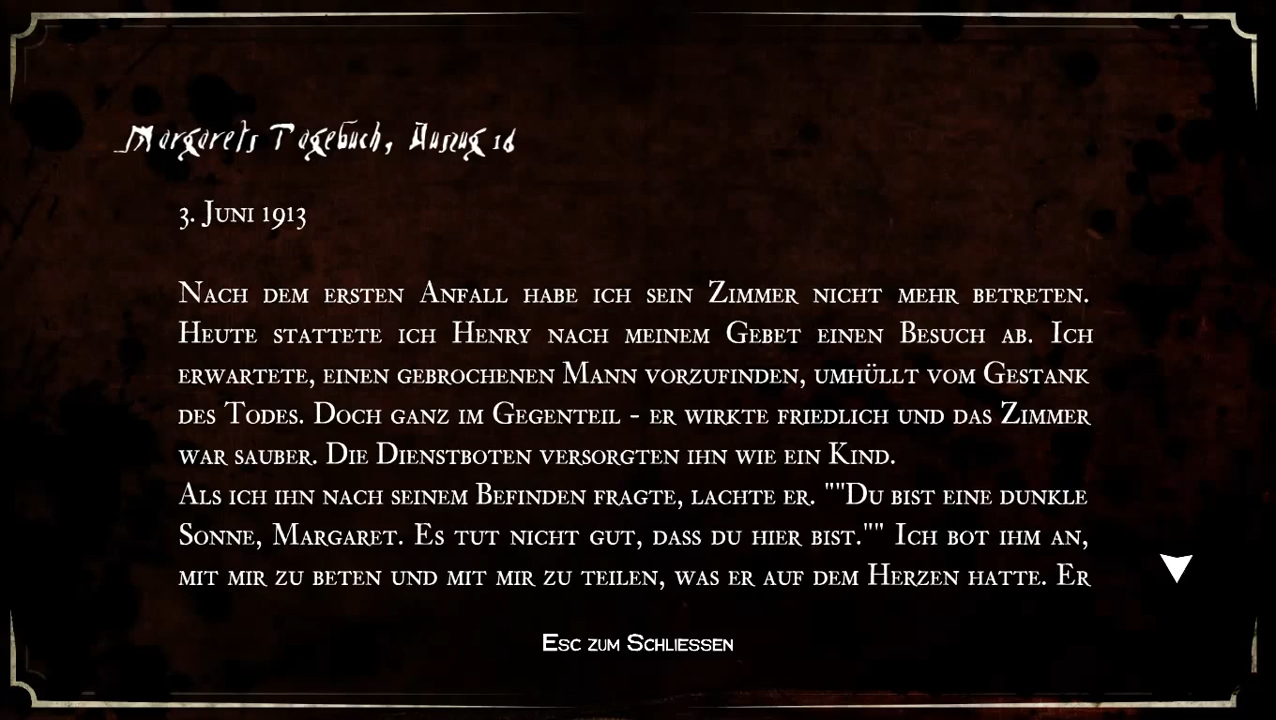 Margarets Tagebuch, Auszug 16
3. Juni 1913
Nach dem ersten Anfall habe ich sein Zimmer nicht mehr betreten.
Heute stattete ich Henry nach meinem Gebet einen Besuch ab. Ich
erwartete, einen gebrochenen Mann vorzufinden, umhüllt vom Gestank
des Todes. Doch ganz im Gegenteil - er wirkte friedlich und das Zimmer
war sauber. Die Dienstboten versorgten ihn wie ein Kind.
Als ich ihn nach seinem Befinden fragte, lachte er. ""Du bist eine dunkle
Sonne, Margaret. Es tut nicht gut, dass du hier bist."" Ich bot ihm an,
mit mir zu beten und mit mir zu teilen, was er auf dem Herzen hatte. Er
Esc zum Schliessen